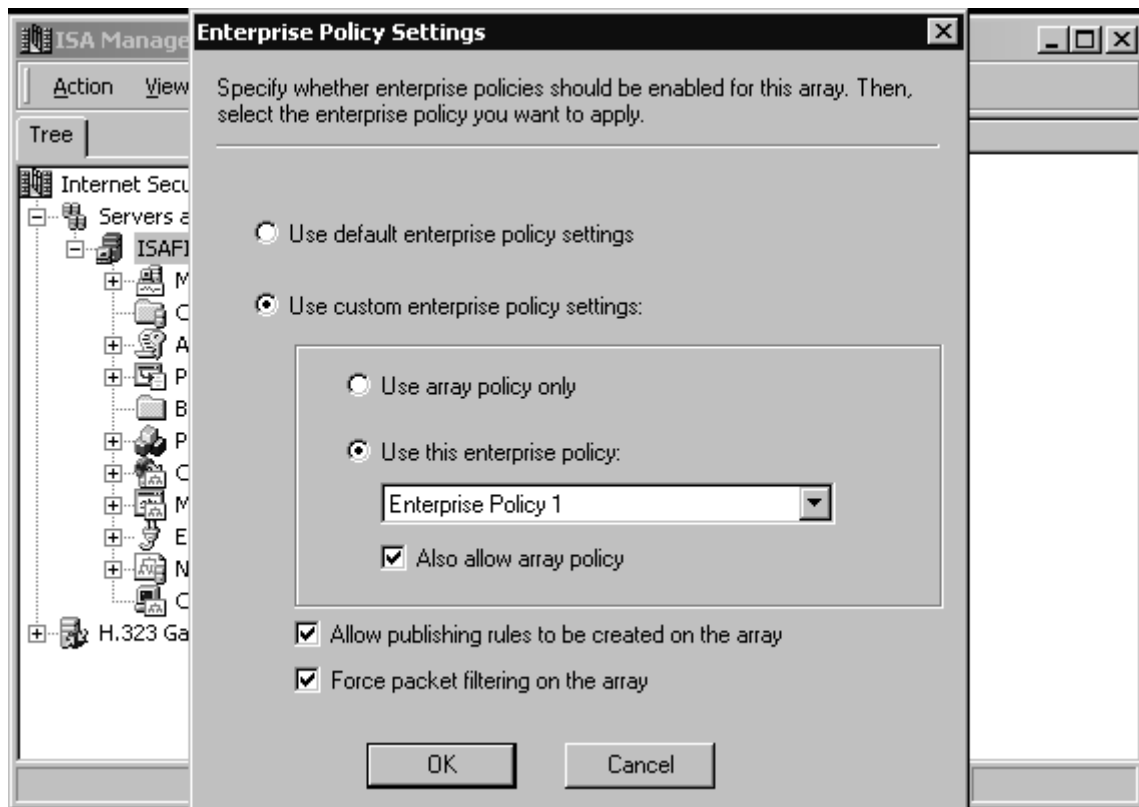 ISA Manage
Enterprise Policy Settings
Action View
Specify whether enterprise policies should be enabled for this array. Then,
select the enterprise policy you want to apply.
Tree
Internet Secu
Servers a
ISAFI
M
C
A
P
B
P
C
M
E
N
C
H.323 Ga
Use default enterprise policy settings
Use custom enterprise policy settings:
Use array policy only
Use this enterprise policy:
Enterprise Policy 1
Also allow array policy
Allow publishing rules to be created on the array
Force packet filtering on the array
OK Cancel